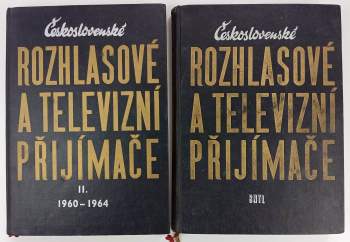 Československé
ROZHLASOVÉ
A TELEVIZNÍ
PŘIJÍMAČE
II.
1960-1964
Československé
ROZHLASOVÉ
A TELEVIZNÍ
PŘIJÍMAČE
SNTL